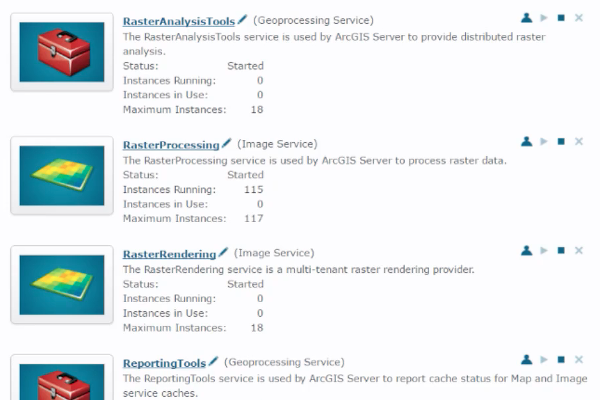 RasterAnalysisTools (Geoprocessing Service)
The RasterAnalysisTools service is used by ArcGIS Server to provide distributed raster
analysis.
Status: Started
Instances Running: 0
Instances in Use: 0
Maximum Instances: 18
RasterProcessing (Image Service)
The RasterProcessing service is used by ArcGIS Server to process raster data.
Status: Started
Instances Running: 115
Instances in Use: 0
Maximum Instances: 117
RasterRendering (Image Service)
The RasterRendering service is a multi-tenant raster rendering provider.
Status: Started
Instances Running: 0
Instances in Use: 0
Maximum Instances: 18
ReportingTools (Geoprocessing Service)
The ReportingTools service is used by ArcGIS Server to report cache status for Map and Image
service caches.